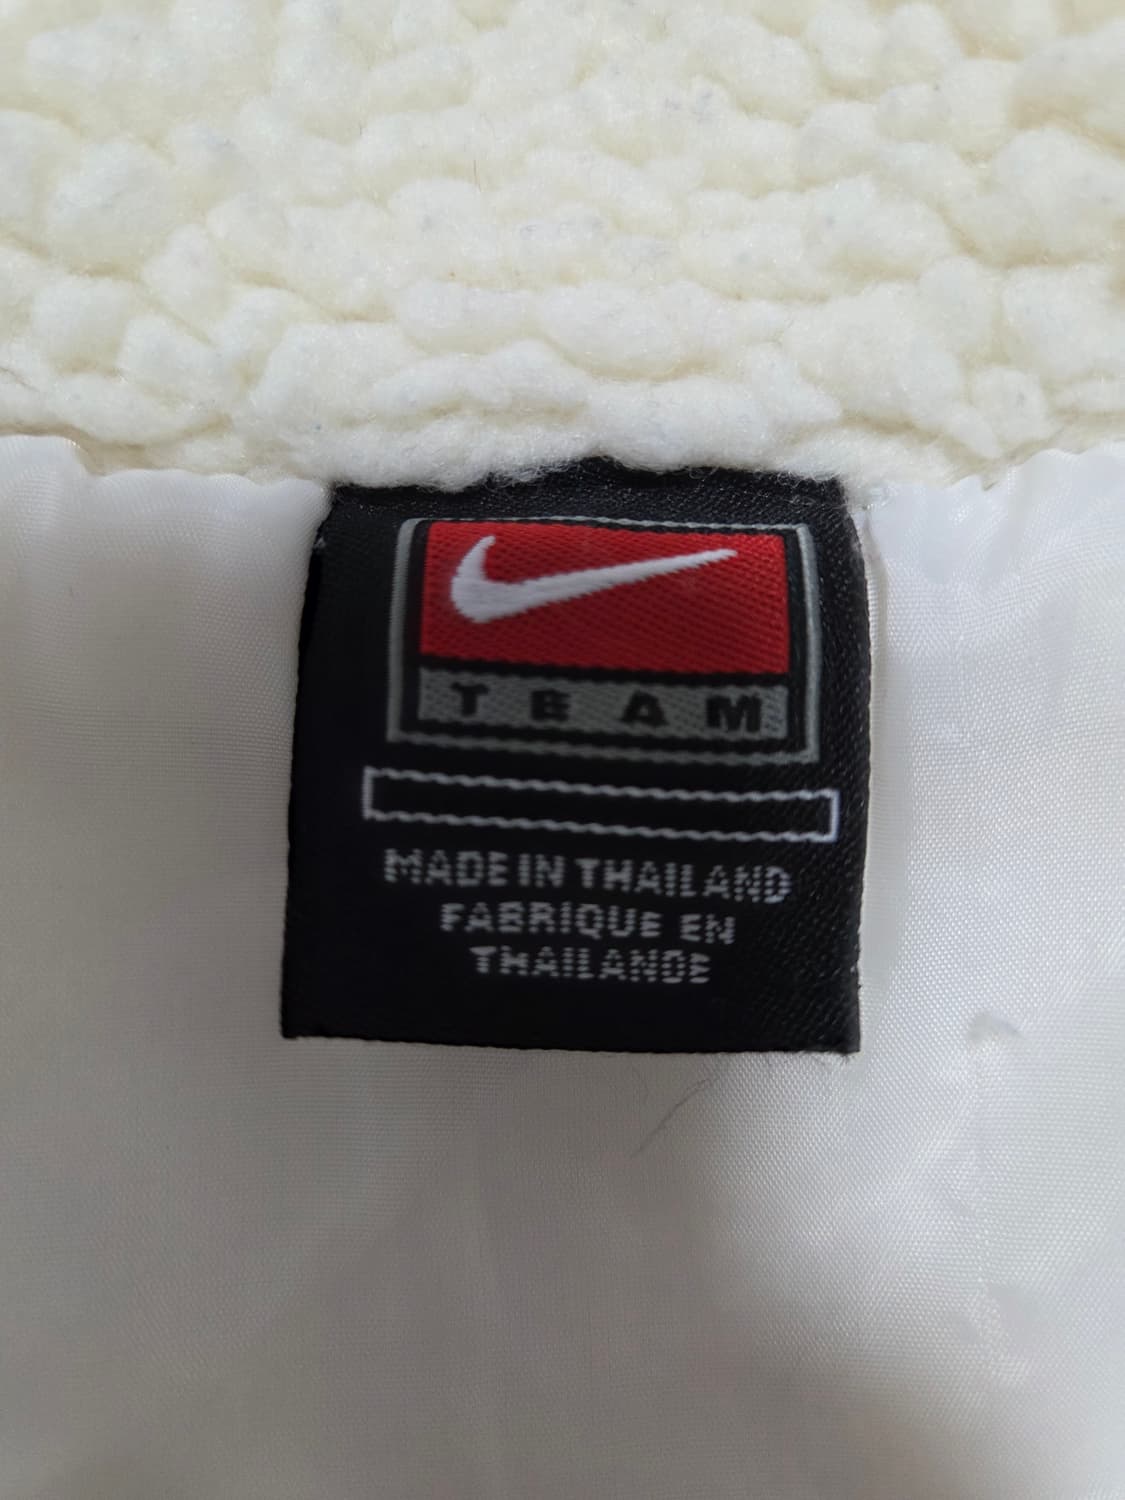 TEAM
MADE IN THAILAND
FABRIQUE EN
THAILANDE